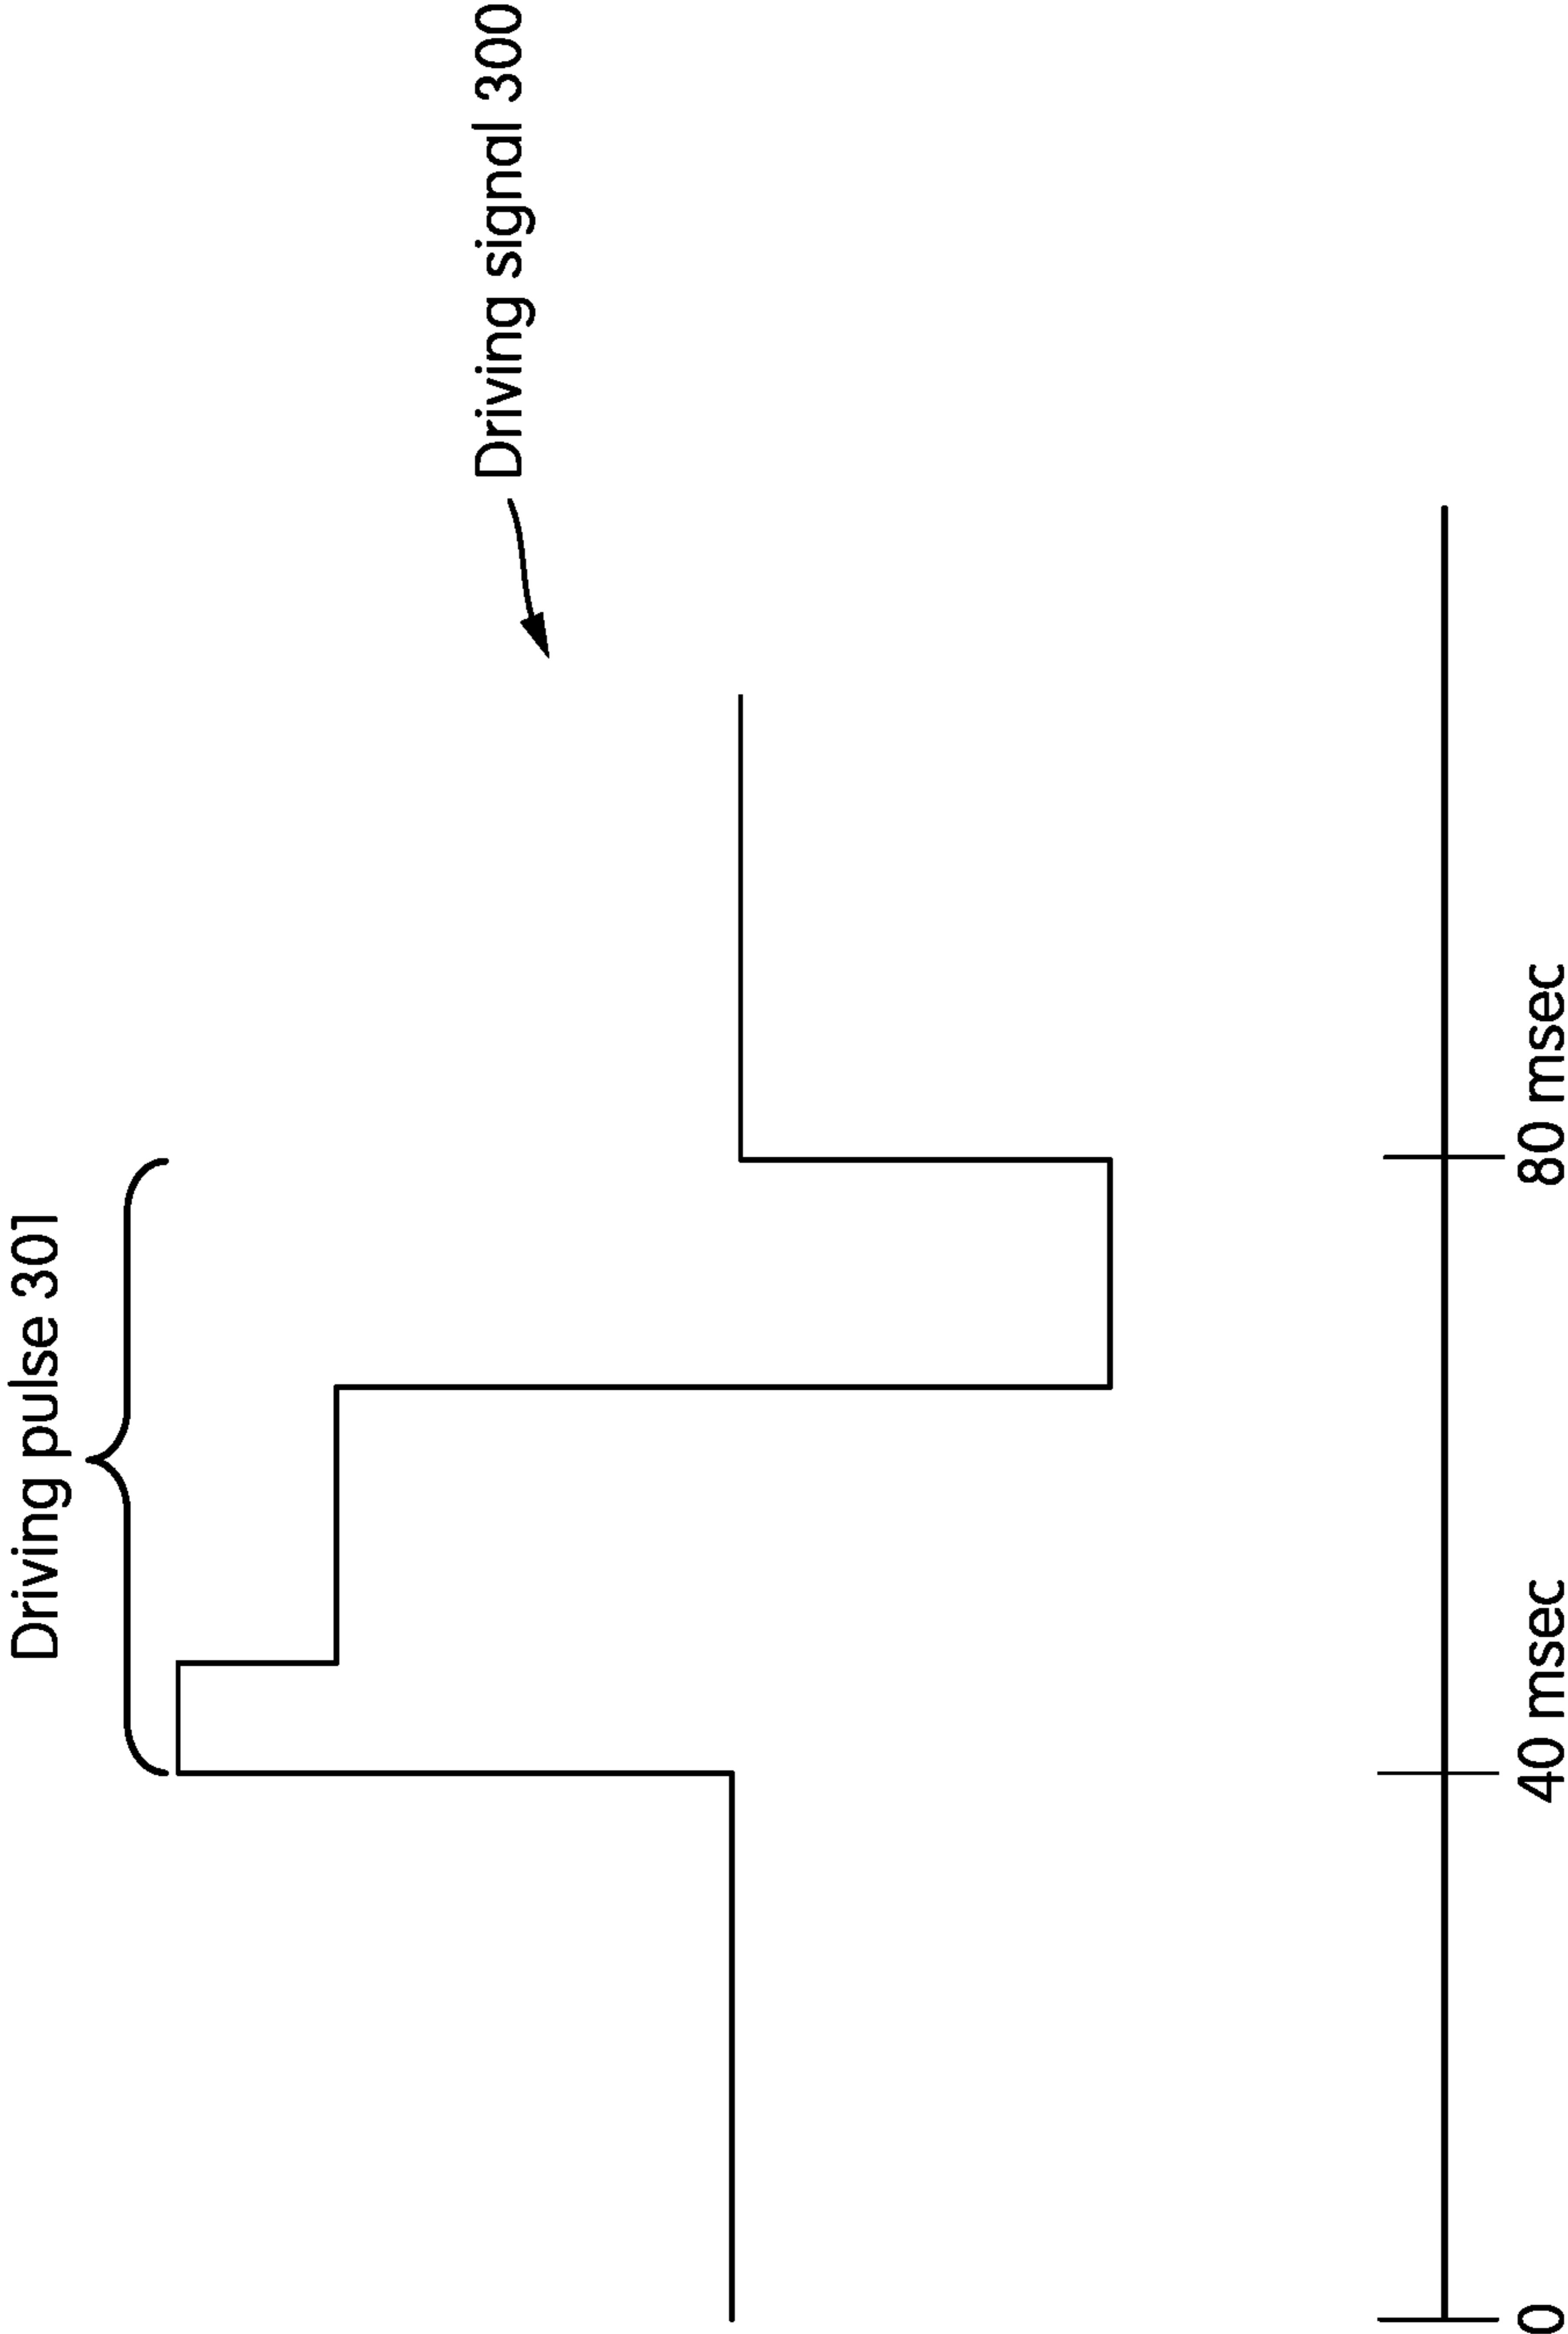 Driving pulse 301
Driving signal 300
0
40 msec
80 msec